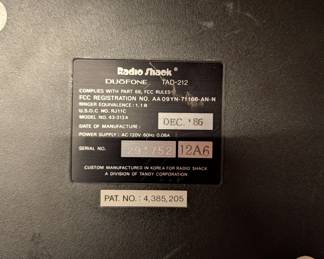 Radio Shack
DUōFONE TAD-212
COMPLIES WITH PART 68, FCC RULES
FCC REGISTRATION NO. AA09YN-71166-AN-N
RINGER EQUIVALENCE: 1.1B
U.S.O.C NO. RJ11C
MODEL NO. 43-313A
DATE OF MANUFACTURE: DEC. '86
POWER SUPPLY: AC 120V 60Hz 0.08A
SERIAL NO. 12A6
CUSTOM MANUFACTURED IN KOREA FOR RADIO SHACK
A DIVISION OF TANDY CORPORATION
PAT. NO.: 4,385,205